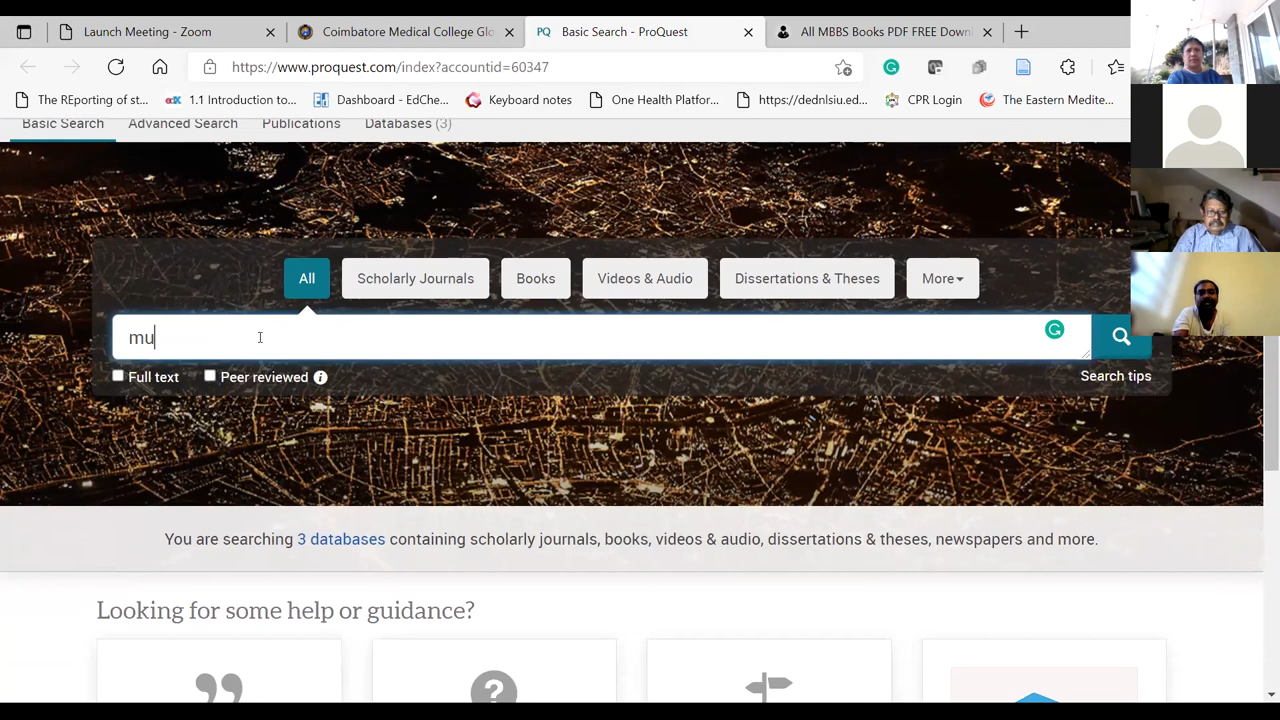 Launch Meeting - Zoom
Coimbatore Medical College Glo
PQ Basic Search - ProQuest
All MBBS Books PDF FREE Down
https://www.proquest.com/index?accountid=60347
The REporting of st...
edX 1.1 Introduction to...
Dashboard - EdChe...
Keyboard notes
One Health Platfor...
https://dednlsiu.ed...
CPR Login
The Eastern Medite...
Basic Search
Advanced Search
Publications
Databases (3)
All
Scholarly Journals
Books
Videos & Audio
Dissertations & Theses
More
mu
Full text
Peer reviewed
Search tips
You are searching 3 databases containing scholarly journals, books, videos & audio, dissertations & theses, newspapers and more.
Looking for some help or guidance?